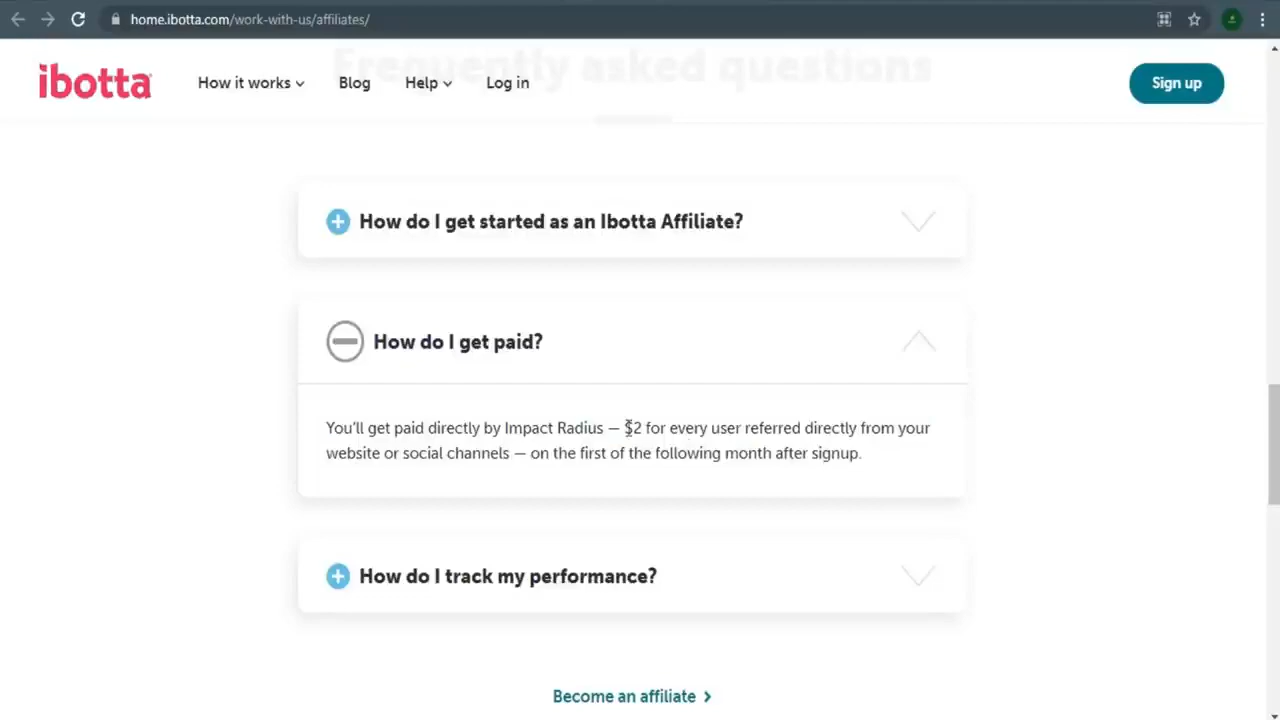 home.ibotta.com/work-with-us/affiliates/
Frequently asked questions
ibotta
How it works
Blog
Help
Log in
Sign up
How do I get started as an Ibotta Affiliate?
How do I get paid?
You'll get paid directly by Impact Radius — $2 for every user referred directly from your
website or social channels — on the first of the following month after signup.
How do I track my performance?
Become an affiliate